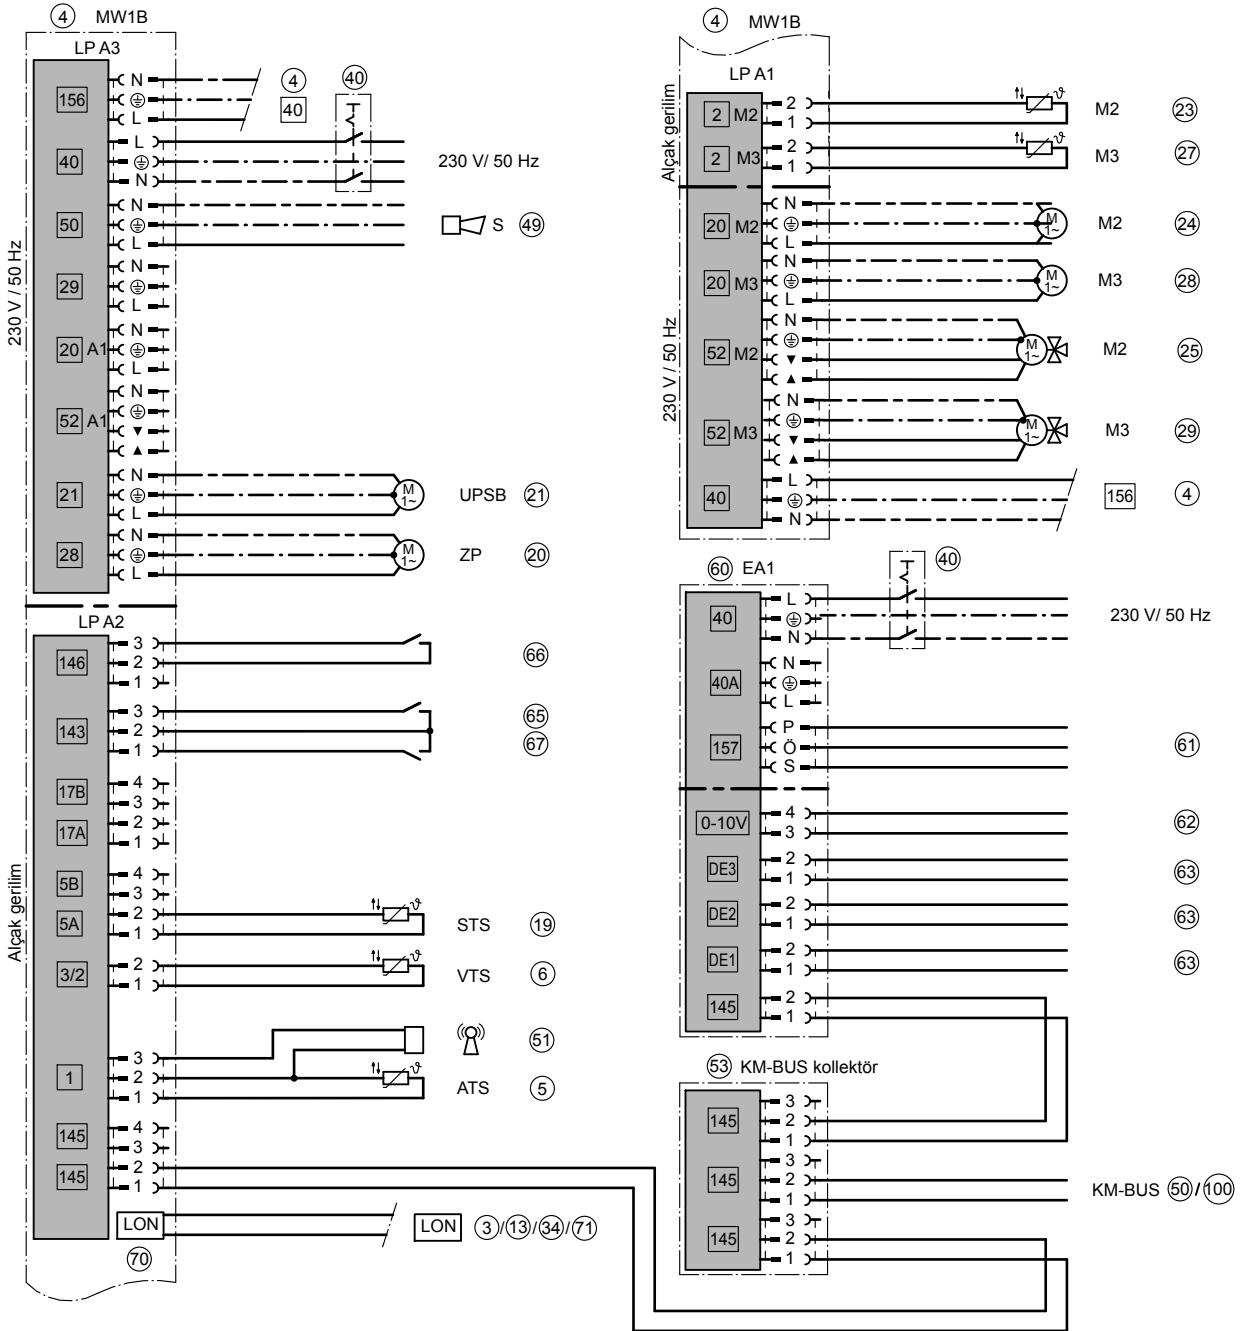 ④ MW1B
LP A3
230 V / 50 Hz
156
N
L
④
40
㊵
40
L
N
230 V/ 50 Hz
50
N
L
S ㊾
29
N
L
20 A1
N
L
52 A1
N
▼
▲
21
N
L
M
1~
UPSB ㉑
28
N
L
M
1~
ZP ⑳
LP A2
Alçak gerilim
146
3
2
1
(66)
143
3
2
1
(65)
(67)
17B
4
3
17A
2
1
5B
4
3
5A
2
1
ϑ
STS ⑲
3/2
2
1
ϑ
VTS ⑥
(51)
1
3
2
1
ϑ
ATS ⑤
145
4
3
145
2
1
LON
LON ③/⑬/㉞/(71)
(70)
④ MW1B
LP A1
Alçak gerilim
2 M2
2
1
ϑ
M2 ㉓
2 M3
2
1
ϑ
M3 ㉗
230 V / 50 Hz
20 M2
N
L
M
1~
M2 ㉔
20 M3
N
L
M
1~
M3 ㉘
52 M2
N
▼
▲
M
1~
M2 ㉕
52 M3
N
▼
▲
M
1~
M3 ㉙
40
L
N
156 ④
(60) EA1
㊵
40
L
N
230 V/ 50 Hz
40A
N
L
157
P
Ö
S
(61)
0-10V
4
3
(62)
DE3
2
1
(63)
DE2
2
1
(63)
DE1
2
1
(63)
145
2
1
(53) KM-BUS kollektör
145
3
2
1
145
3
2
1
KM-BUS ㊿/(100)
145
3
2
1